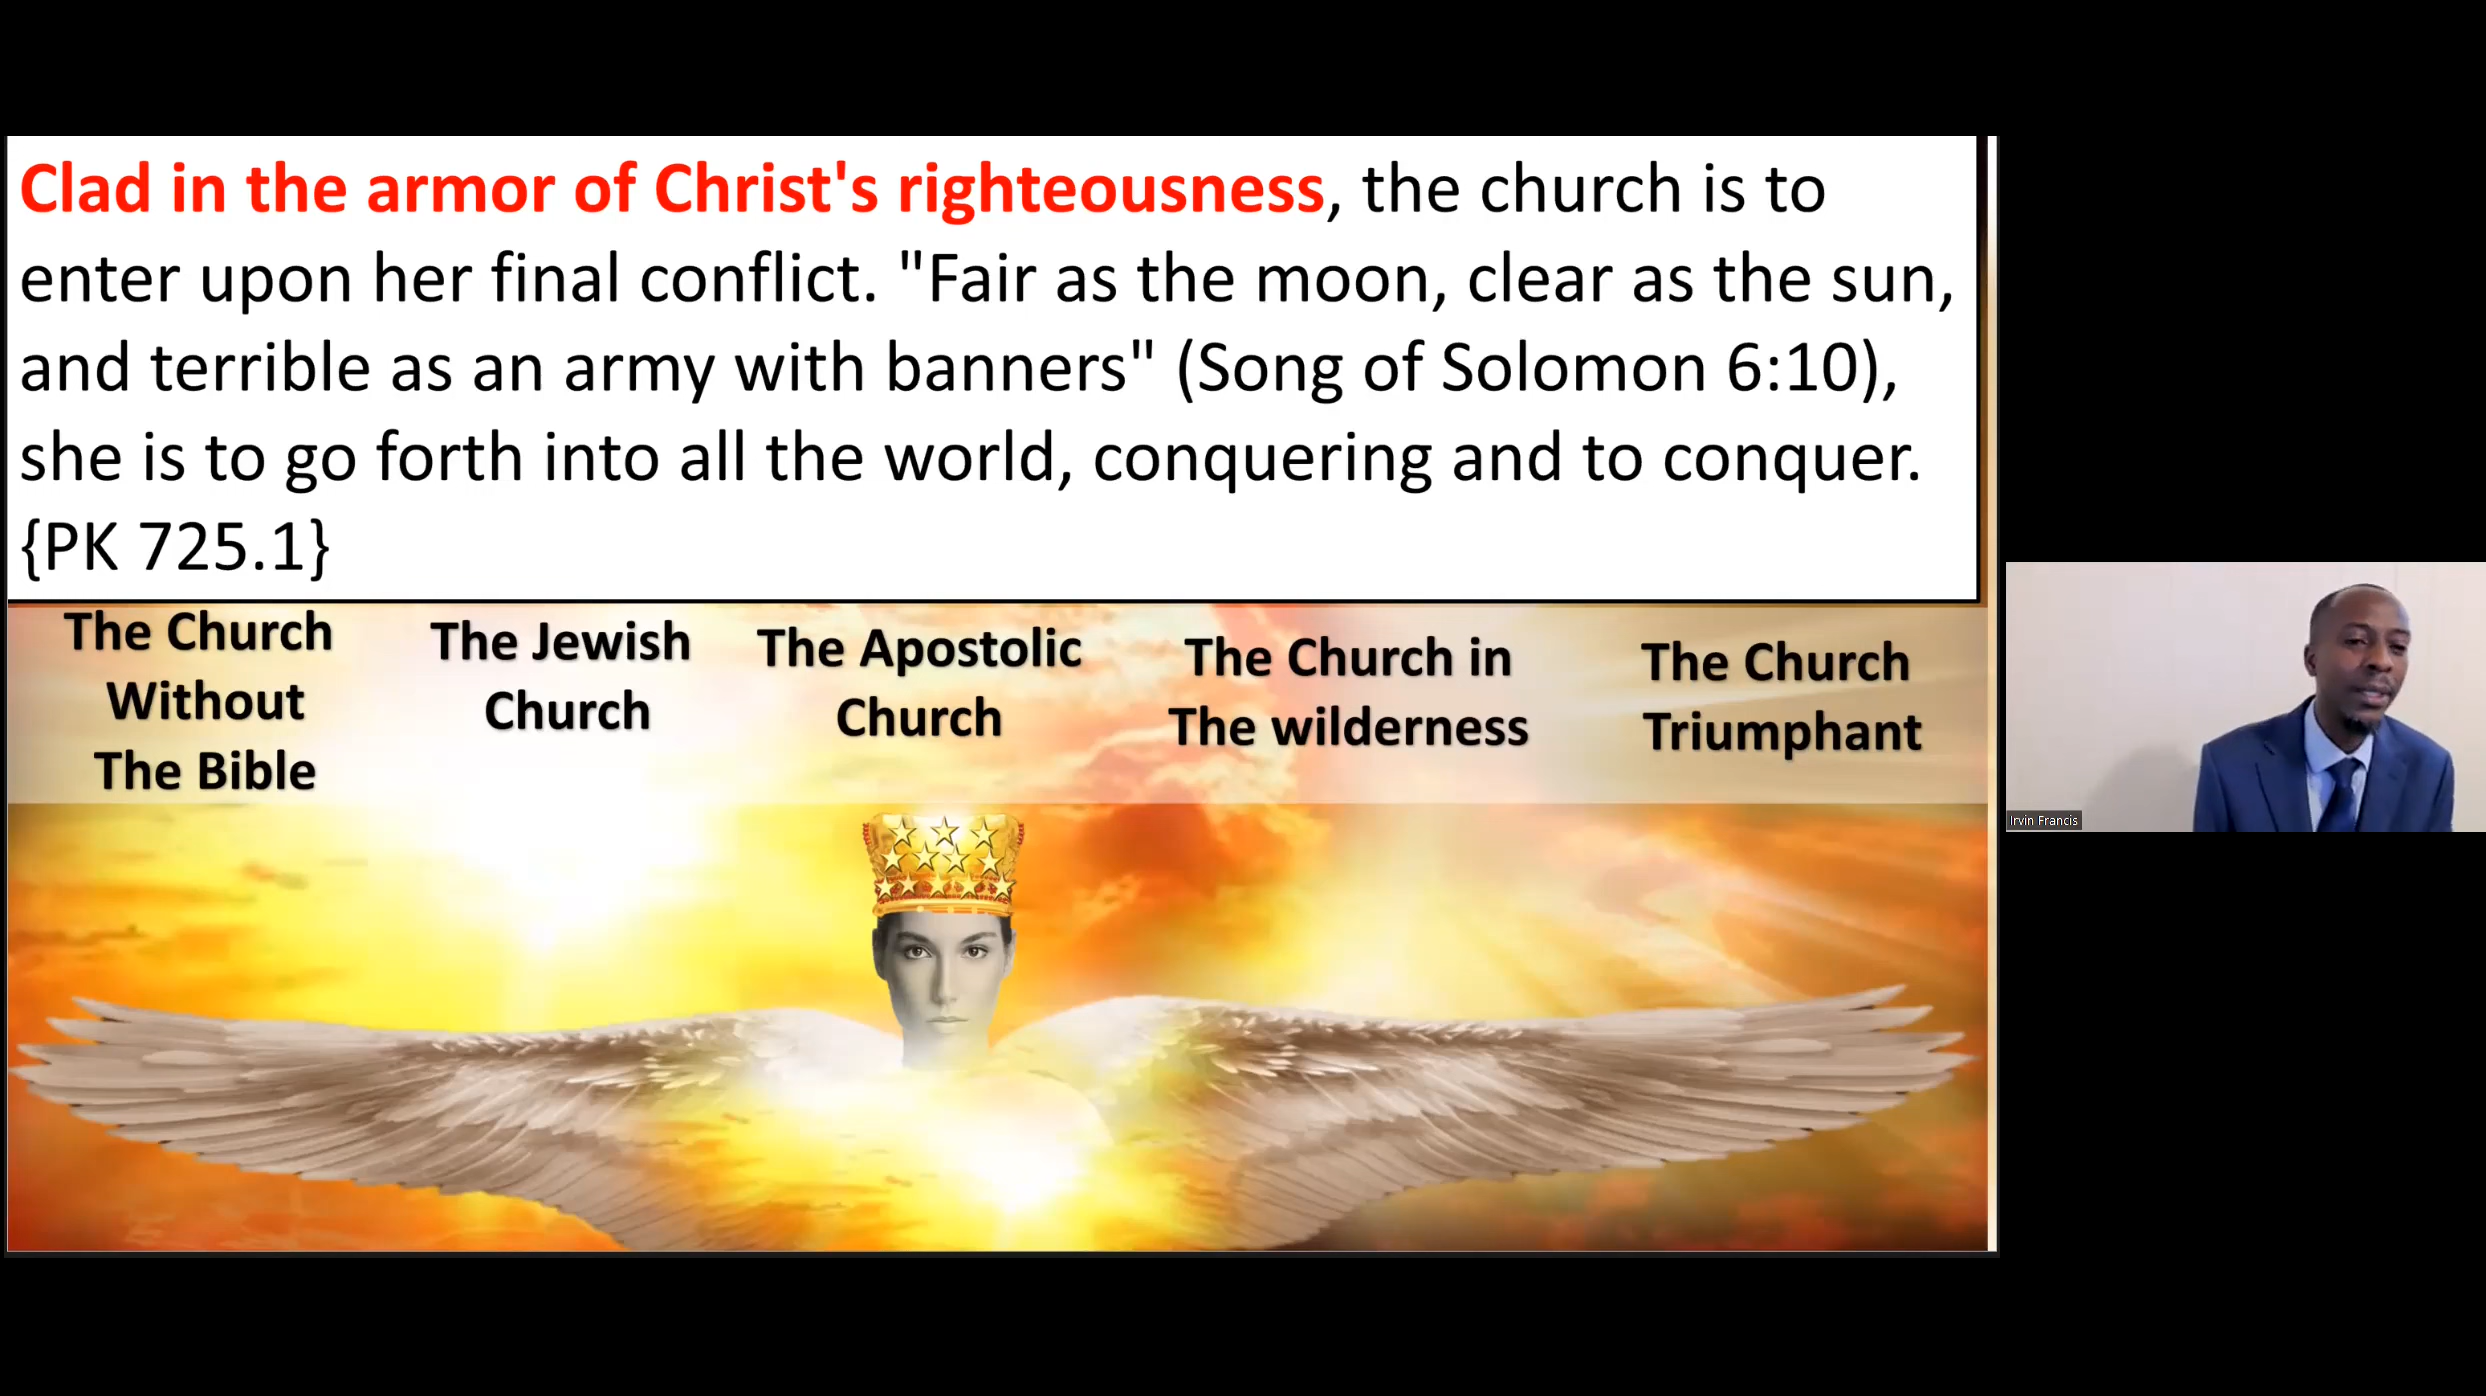 Clad in the armor of Christ's righteousness, the church is to
enter upon her final conflict. "Fair as the moon, clear as the sun,
and terrible as an army with banners" (Song of Solomon 6:10),
she is to go forth into all the world, conquering and to conquer.
{PK 725.1}
The Church
Without
The Bible
The Jewish
Church
The Apostolic
Church
The Church in
The wilderness
The Church
Triumphant
Irvin Francis